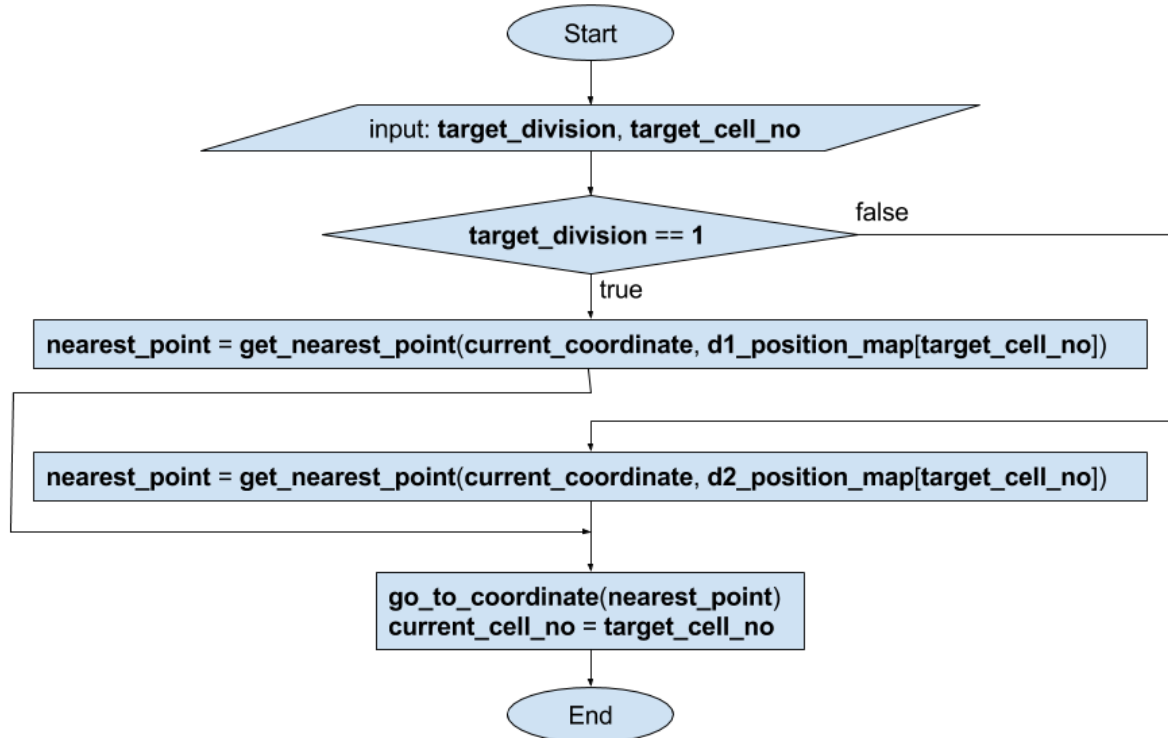 Start
input: target_division, target_cell_no
false
target_division == 1
true
nearest_point = get_nearest_point(current_coordinate, d1_position_map[target_cell_no])
nearest_point = get_nearest_point(current_coordinate, d2_position_map[target_cell_no])
go_to_coordinate(nearest_point)
current_cell_no = target_cell_no
End